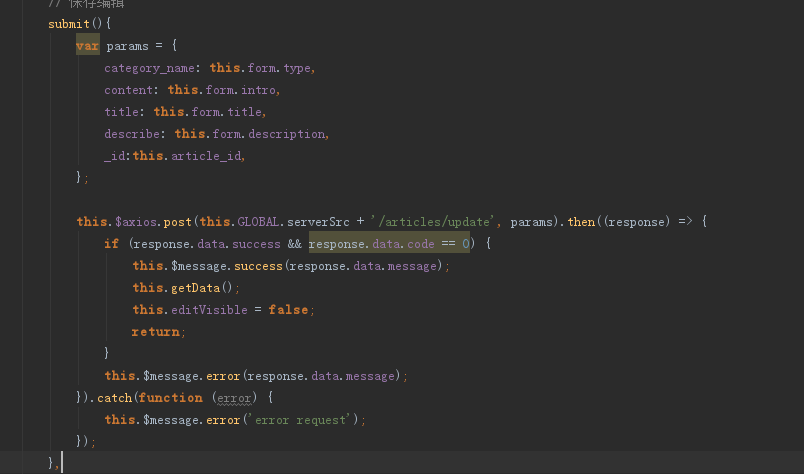 // 保存编辑
submit(){
var params = {
category_name: this.form.type,
content: this.form.intro,
title: this.form.title,
describe: this.form.description,
_id:this.article_id,
};
this.$axios.post(this.GLOBAL.serverSrc + '/articles/update', params).then((response) => {
if (response.data.success && response.data.code == 0) {
this.$message.success(response.data.message);
this.getData();
this.editVisible = false;
return;
}
this.$message.error(response.data.message);
}).catch(function (error) {
this.$message.error('error request');
});
},